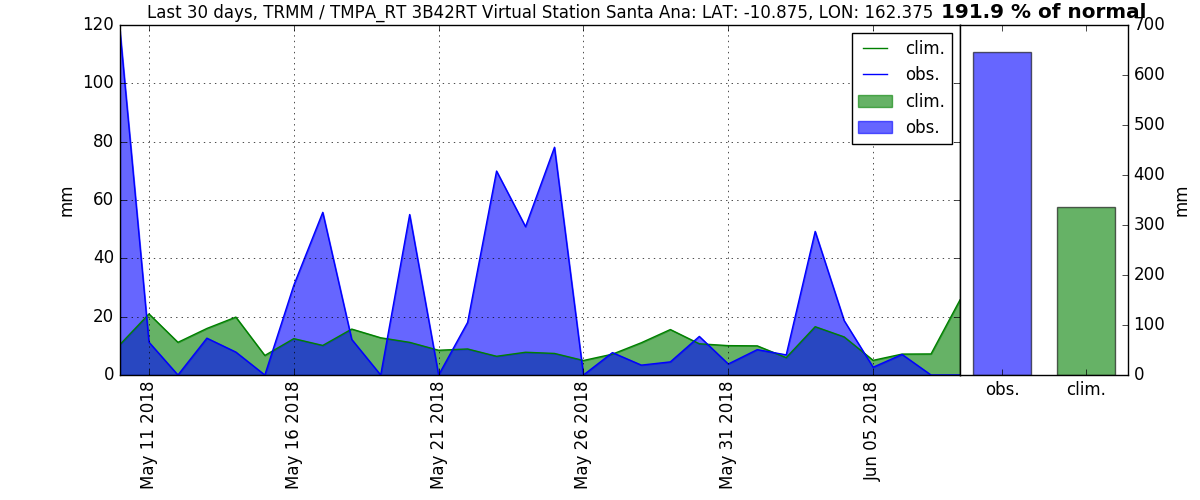 Last 30 days, TRMM / TMPA_RT 3B42RT Virtual Station Santa Ana: LAT: -10.875, LON: 162.375 191.9 % of normal
120
100
80
60
40
20
0
mm
clim.
obs.
clim.
obs.
700
600
500
400
300
200
100
0
mm
May 11 2018
May 16 2018
May 21 2018
May 26 2018
May 31 2018
Jun 05 2018
obs.
clim.